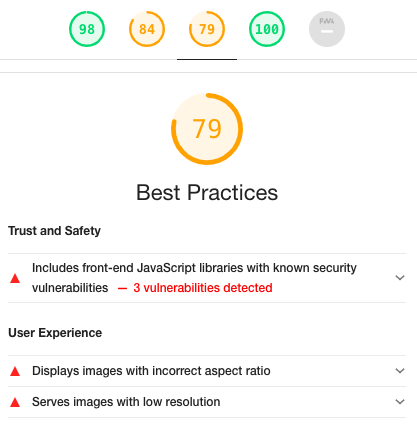 98 84 79 100 PWA
79
Best Practices
Trust and Safety
Includes front-end JavaScript libraries with known security
vulnerabilities — 3 vulnerabilities detected
User Experience
Displays images with incorrect aspect ratio
Serves images with low resolution